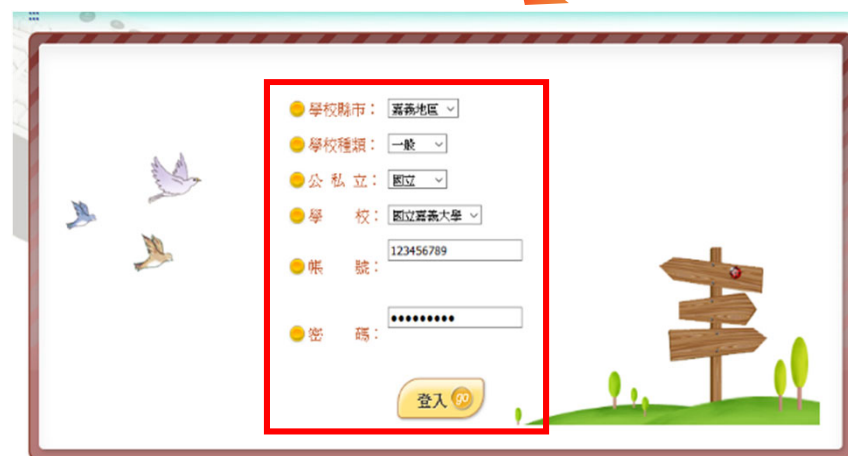 學校縣市： 嘉義地區
學校種類： 一般
公 私 立： 國立
學 校： 國立嘉義大學
帳 號： 123456789
密 碼： •••••••••
登入 go